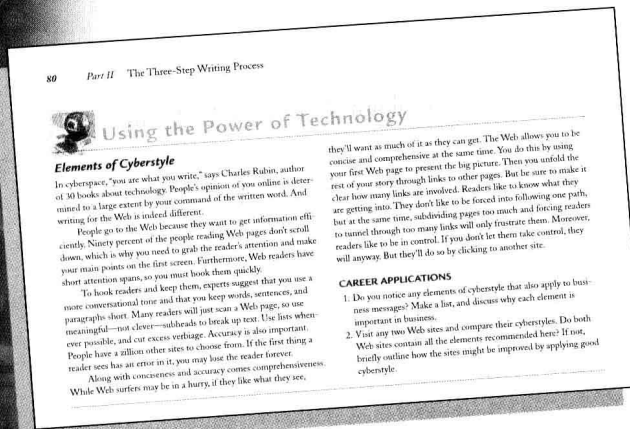 80 Part II The Three-Step Writing Process
Using the Power of Technology
Elements of Cyberstyle
In cyberspace, "you are what you write," says Charles Rubin, author
of 30 books about technology. People's opinion of you online is deter-
mined to a large extent by your command of the written word. And
writing for the Web is indeed different.
People go to the Web because they want to get information effi-
ciently. Ninety percent of the people reading Web pages don't scroll
down, which is why you need to grab the reader's attention and make
your main points on the first screen. Furthermore, Web readers have
short attention spans, so you must hook them quickly.
To hook readers and keep them, experts suggest that you use a
more conversational tone and that you keep words, sentences, and
paragraphs short. Many readers will just scan a Web page, so use
meaningful—not clever—subheads to break up text. Use lists when-
ever possible, and cut excess verbiage. Accuracy is also important.
People have a zillion other sites to choose from. If the first thing a
reader sees has an error in it, you may lose the reader forever.
Along with conciseness and accuracy comes comprehensiveness.
While Web surfers may be in a hurry, if they like what they see,
they'll want as much of it as they can get. The Web allows you to be
concise and comprehensive at the same time. You do this by using
your first Web page to present the big picture. Then you unfold the
rest of your story through links to other pages. But be sure to make it
clear how many links are involved. Readers like to know what they
are getting into. They don't like to be forced into following one path,
but at the same time, subdividing pages too much and forcing readers
to tunnel through too many links will only frustrate them. Moreover,
readers like to be in control. If you don't let them take control, they
will anyway. But they'll do so by clicking to another site.
CAREER APPLICATIONS
1. Do you notice any elements of cyberstyle that also apply to busi-
ness messages? Make a list, and discuss why each element is
important in business.
2. Visit any two Web sites and compare their cyberstyles. Do both
Web sites contain all the elements recommended here? If not,
briefly outline how the sites might be improved by applying good
cyberstyle.